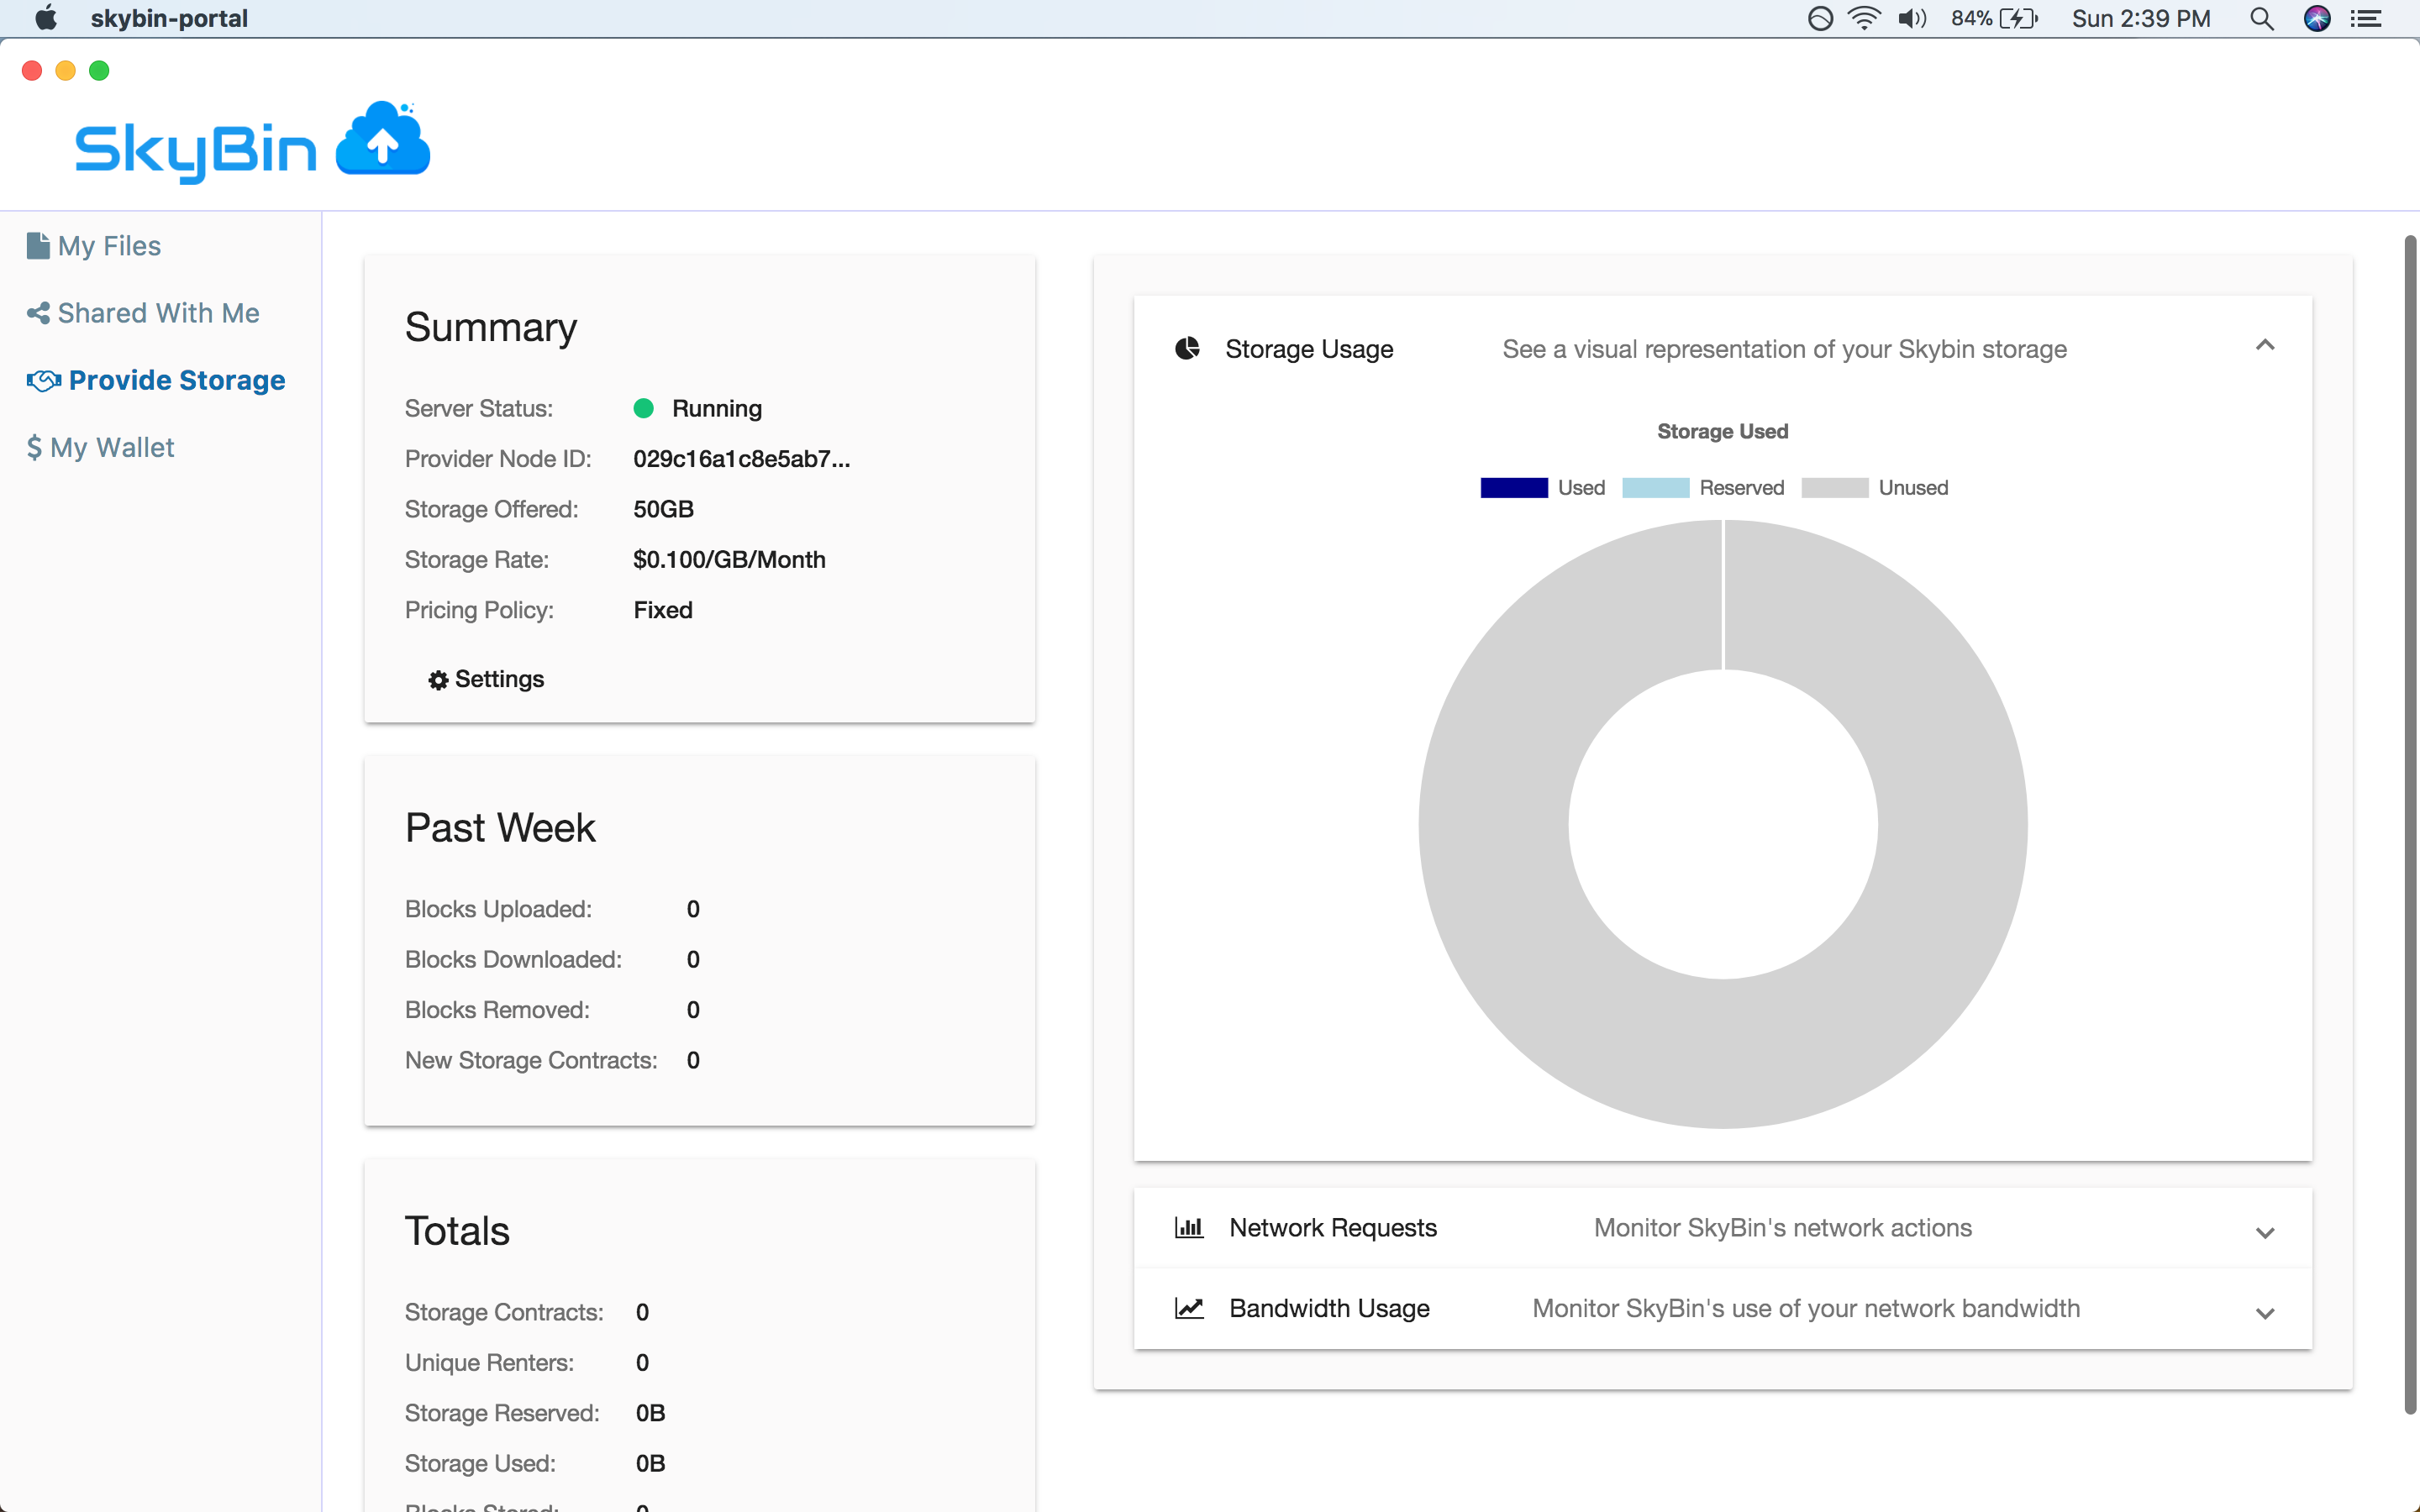 skybin-portal
84%
Sun 2:39 PM
SkyBin
My Files
Shared With Me
Provide Storage
$ My Wallet
Summary
Server Status: Running
Provider Node ID: 029c16a1c8e5ab7...
Storage Offered: 50GB
Storage Rate: $0.100/GB/Month
Pricing Policy: Fixed
Settings
Past Week
Blocks Uploaded: 0
Blocks Downloaded: 0
Blocks Removed: 0
New Storage Contracts: 0
Totals
Storage Contracts: 0
Unique Renters: 0
Storage Reserved: 0B
Storage Used: 0B
Blocks Stored: 0
Storage Usage See a visual representation of your Skybin storage
Storage Used
Used Reserved Unused
Network Requests Monitor SkyBin's network actions
Bandwidth Usage Monitor SkyBin's use of your network bandwidth